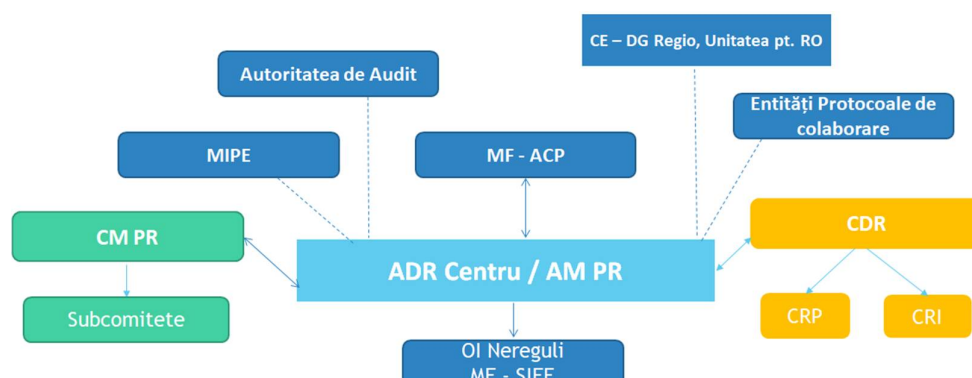 CE – DG Regio, Unitatea pt. RO
Autoritatea de Audit
Entități Protocoale de
colaborare
MIPE
MF - ACP
CM PR
CDR
ADR Centru / AM PR
Subcomitete
CRP
CRI
OI Nereguli